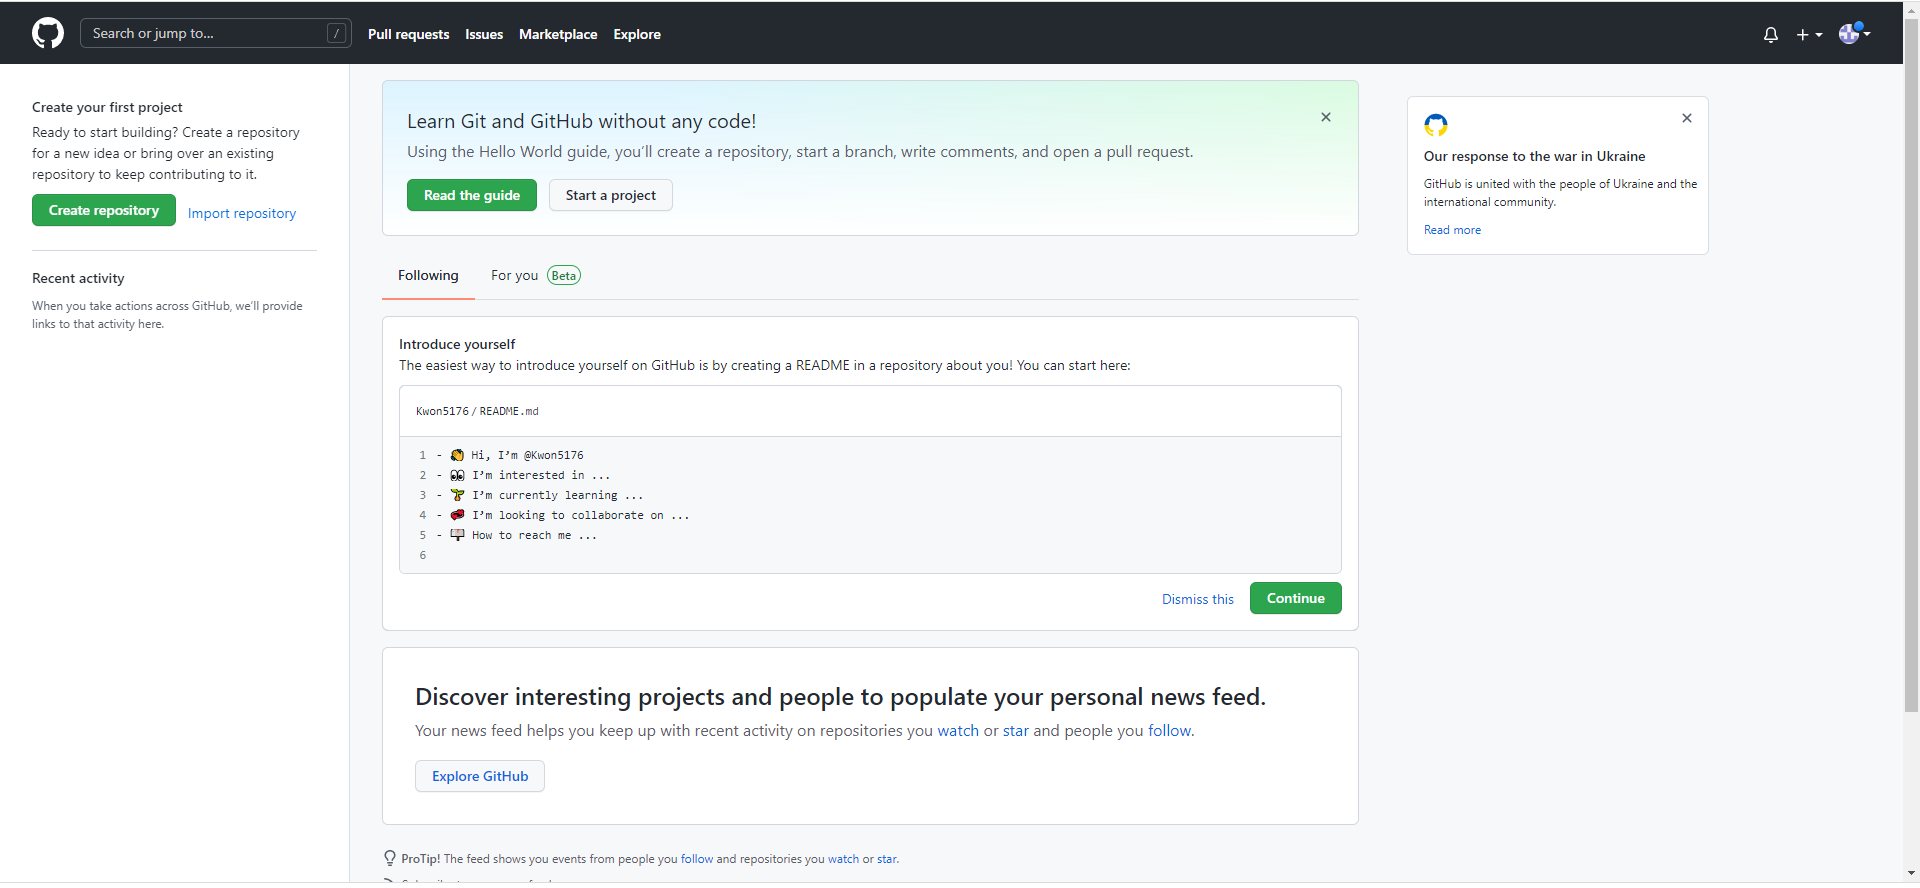 Search or jump to...
/
Pull requests
Issues
Marketplace
Explore
Create your first project
Ready to start building? Create a repository
for a new idea or bring over an existing
repository to keep contributing to it.
Create repository
Import repository
Recent activity
When you take actions across GitHub, we'll provide
links to that activity here.
Learn Git and GitHub without any code!
Using the Hello World guide, you'll create a repository, start a branch, write comments, and open a pull request.
Read the guide
Start a project
Following
For you
Beta
Introduce yourself
The easiest way to introduce yourself on GitHub is by creating a README in a repository about you! You can start here:
Kwon5176/README.md
1 - 👋 Hi, I’m @Kwon5176
2 - 👀 I’m interested in ...
3 - 🌱 I’m currently learning ...
4 - 💞️ I’m looking to collaborate on ...
5 - 📫 How to reach me ...
6
Dismiss this
Continue
Discover interesting projects and people to populate your personal news feed.
Your news feed helps you keep up with recent activity on repositories you watch or star and people you follow.
Explore GitHub
ProTip! The feed shows you events from people you follow and repositories you watch or star.
Our response to the war in Ukraine
GitHub is united with the people of Ukraine and the
international community.
Read more